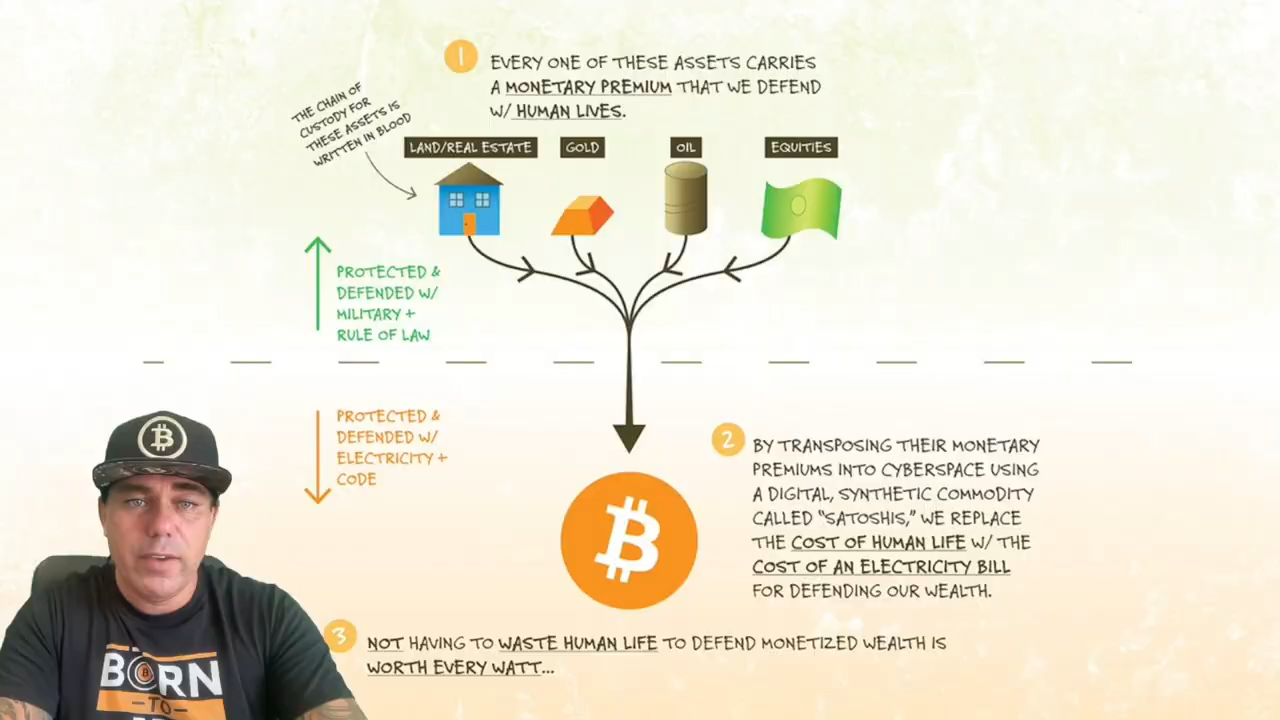 1
EVERY ONE OF THESE ASSETS CARRIES
A MONETARY PREMIUM THAT WE DEFEND
W/ HUMAN LIVES.
THE CHAIN OF
CUSTODY FOR
THESE ASSETS IS
WRITTEN IN BLOOD
LAND/REAL ESTATE
GOLD
OIL
EQUITIES
PROTECTED &
DEFENDED W/
MILITARY +
RULE OF LAW
PROTECTED &
DEFENDED W/
ELECTRICITY +
CODE
2
BY TRANSPOSING THEIR MONETARY
PREMIUMS INTO CYBERSPACE USING
A DIGITAL, SYNTHETIC COMMODITY
CALLED "SATOSHIS," WE REPLACE
THE COST OF HUMAN LIFE W/ THE
COST OF AN ELECTRICITY BILL
FOR DEFENDING OUR WEALTH.
3
NOT HAVING TO WASTE HUMAN LIFE TO DEFEND MONETIZED WEALTH IS
WORTH EVERY WATT...
BORN
TO